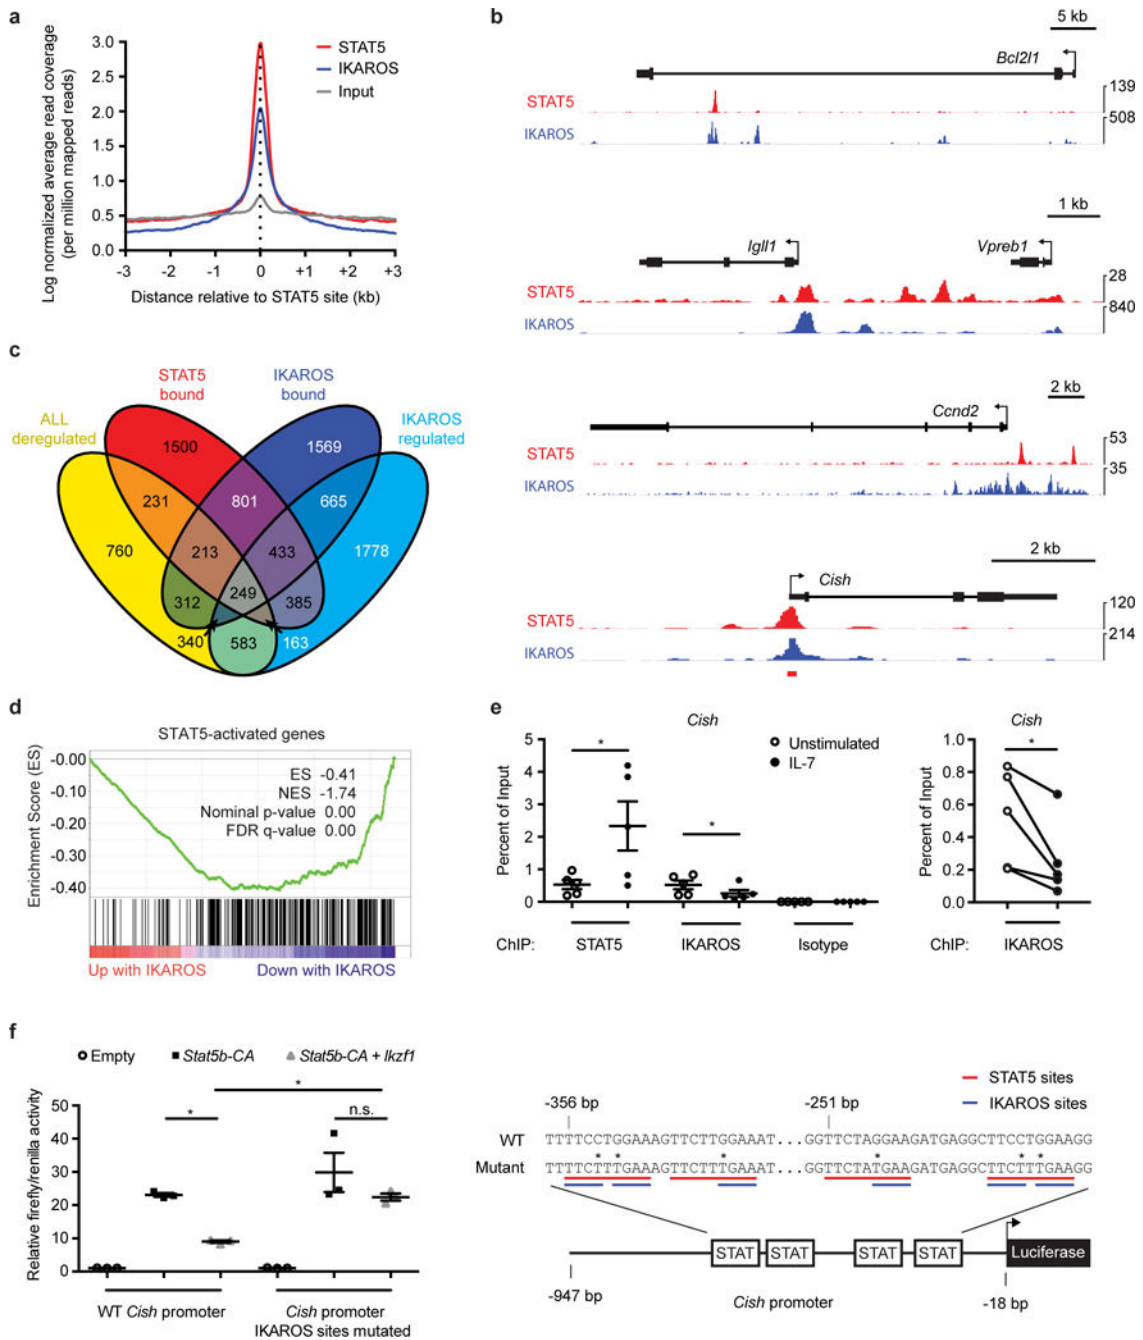 a
3.0
2.5
2.0
1.5
1.0
0.5
0.0
-3
-2
-1
0
+1
+2
+3
Log normalized average read coverage
(per million mapped reads)
Distance relative to STAT5 site (kb)
STAT5
IKAROS
Input
b
5 kb
Bcl2l1
STAT5
139
IKAROS
508
1 kb
Igll1
Vpreb1
STAT5
28
IKAROS
840
2 kb
Ccnd2
STAT5
53
IKAROS
35
2 kb
Cish
STAT5
120
IKAROS
214
c
STAT5
bound
IKAROS
bound
ALL
deregulated
IKAROS
regulated
1500
1569
231
801
665
760
213
433
1778
249
312
385
340
583
163
d
STAT5-activated genes
Enrichment Score (ES)
-0.00
-0.10
-0.20
-0.30
-0.40
ES -0.41
NES -1.74
Nominal p-value 0.00
FDR q-value 0.00
Up with IKAROS
Down with IKAROS
e
Cish
Percent of Input
5
4
3
2
1
0
*
*
Unstimulated
IL-7
ChIP:
STAT5
IKAROS
Isotype
Cish
Percent of Input
1.0
0.8
0.6
0.4
0.2
0.0
*
ChIP:
IKAROS
f
Empty
Stat5b-CA
Stat5b-CA + Ikzf1
Relative firefly/renilla activity
50
40
30
20
10
0
*
*
n.s.
WT Cish promoter
Cish promoter
IKAROS sites mutated
STAT5 sites
IKAROS sites
-356 bp
-251 bp
WT TTTTCCTGGAAAGTTCTTGGAAAT...GGTTCTAGGAAGATGAGGCTTCCTGGAAGG
* * * * * *
Mutant TTTTCTTTGAAAGTTCTTTGAAAT...GGTTCTATGAAGATGAGGCTTCTTTGAAGG
STAT
STAT
STAT
STAT
Luciferase
-947 bp
Cish promoter
-18 bp